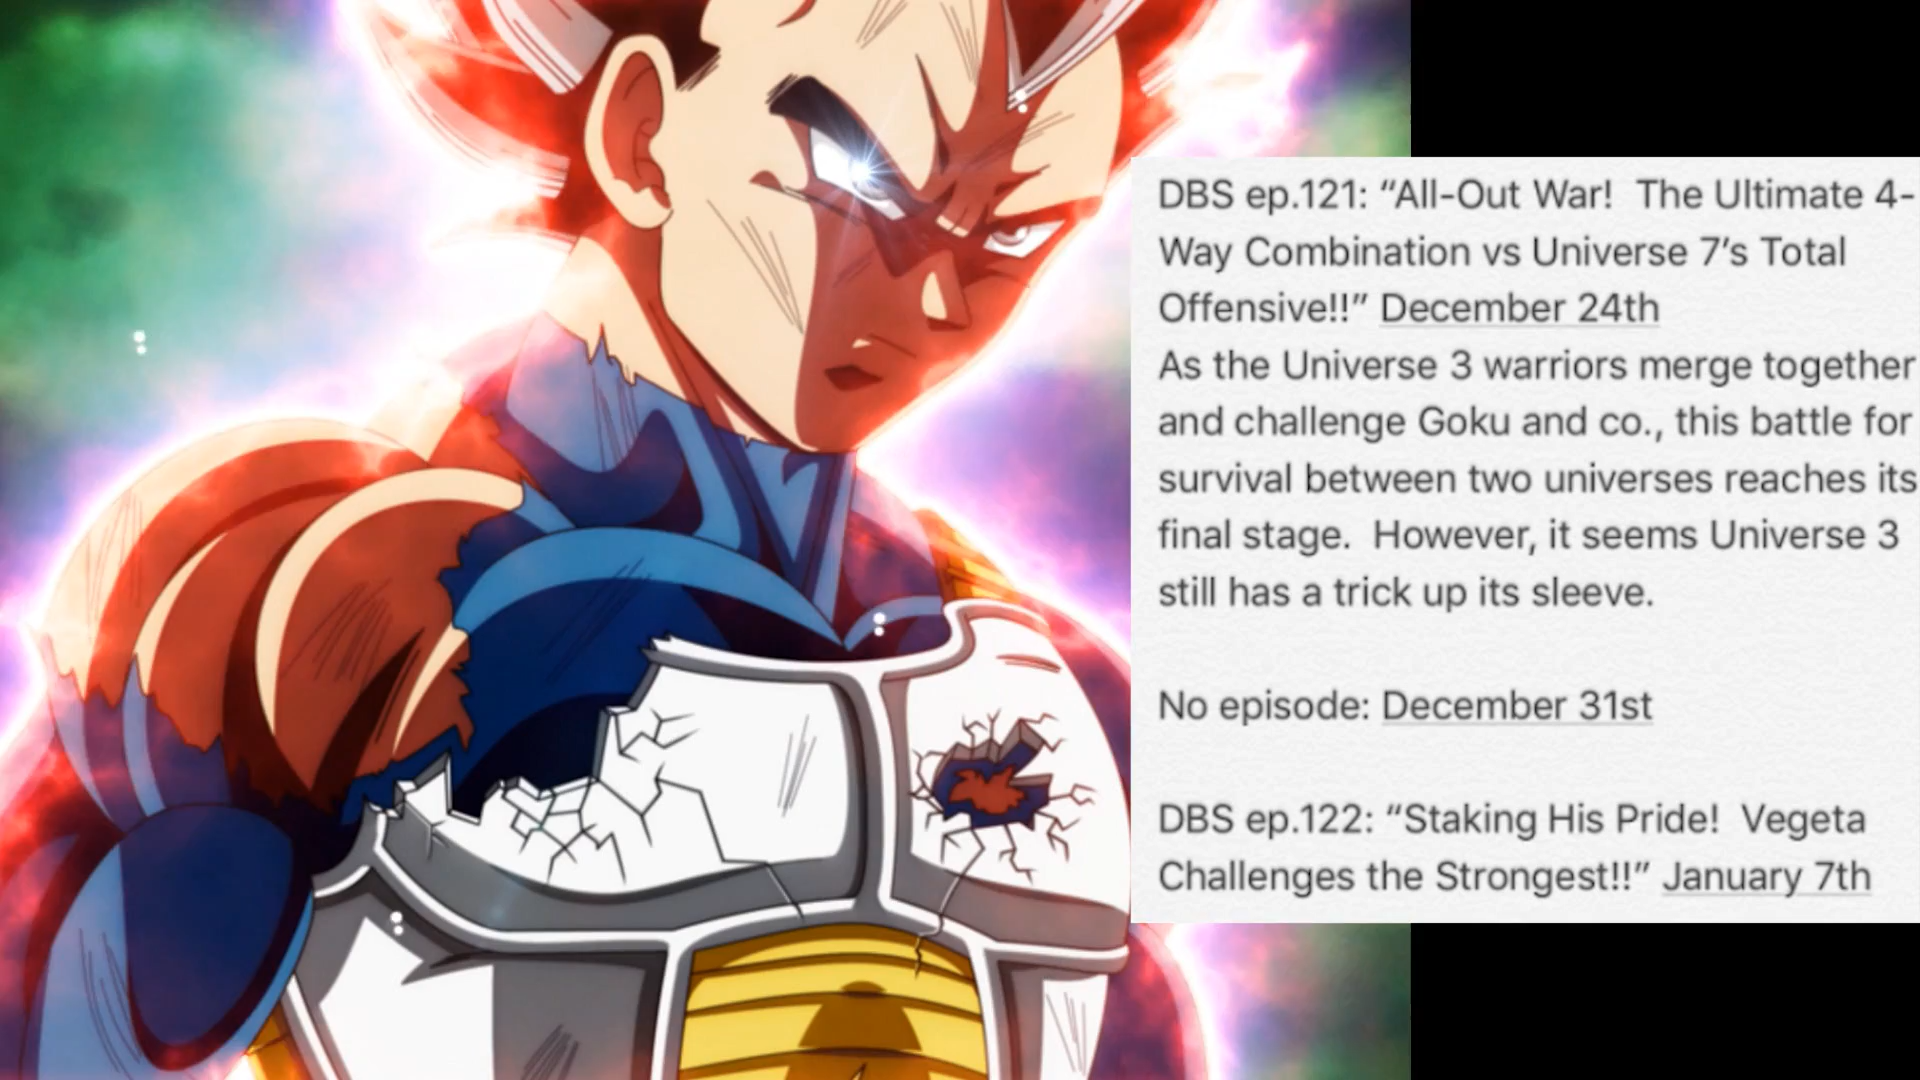 DBS ep.121: “All-Out War!  The Ultimate 4-
Way Combination vs Universe 7’s Total
Offensive!!” December 24th
As the Universe 3 warriors merge together
and challenge Goku and co., this battle for
survival between two universes reaches its
final stage.  However, it seems Universe 3
still has a trick up its sleeve.
No episode: December 31st
DBS ep.122: “Staking His Pride!  Vegeta
Challenges the Strongest!!” January 7th